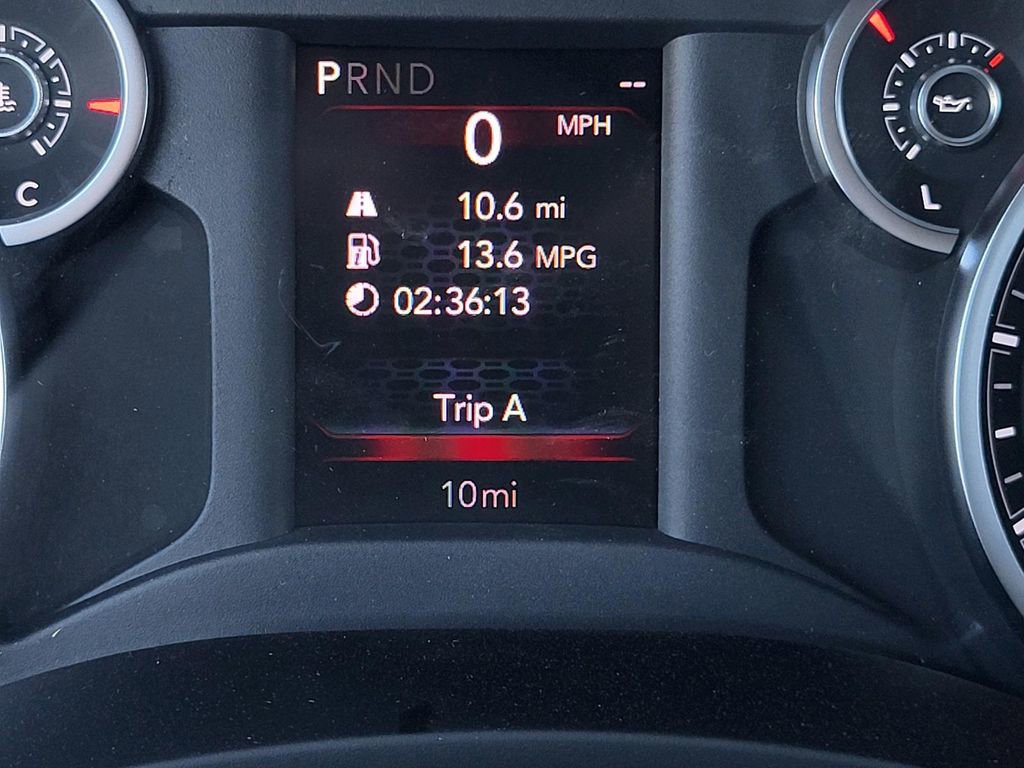 PRND --
0 MPH
10.6 mi
13.6 MPG
02:36:13
Trip A
10mi
C
L